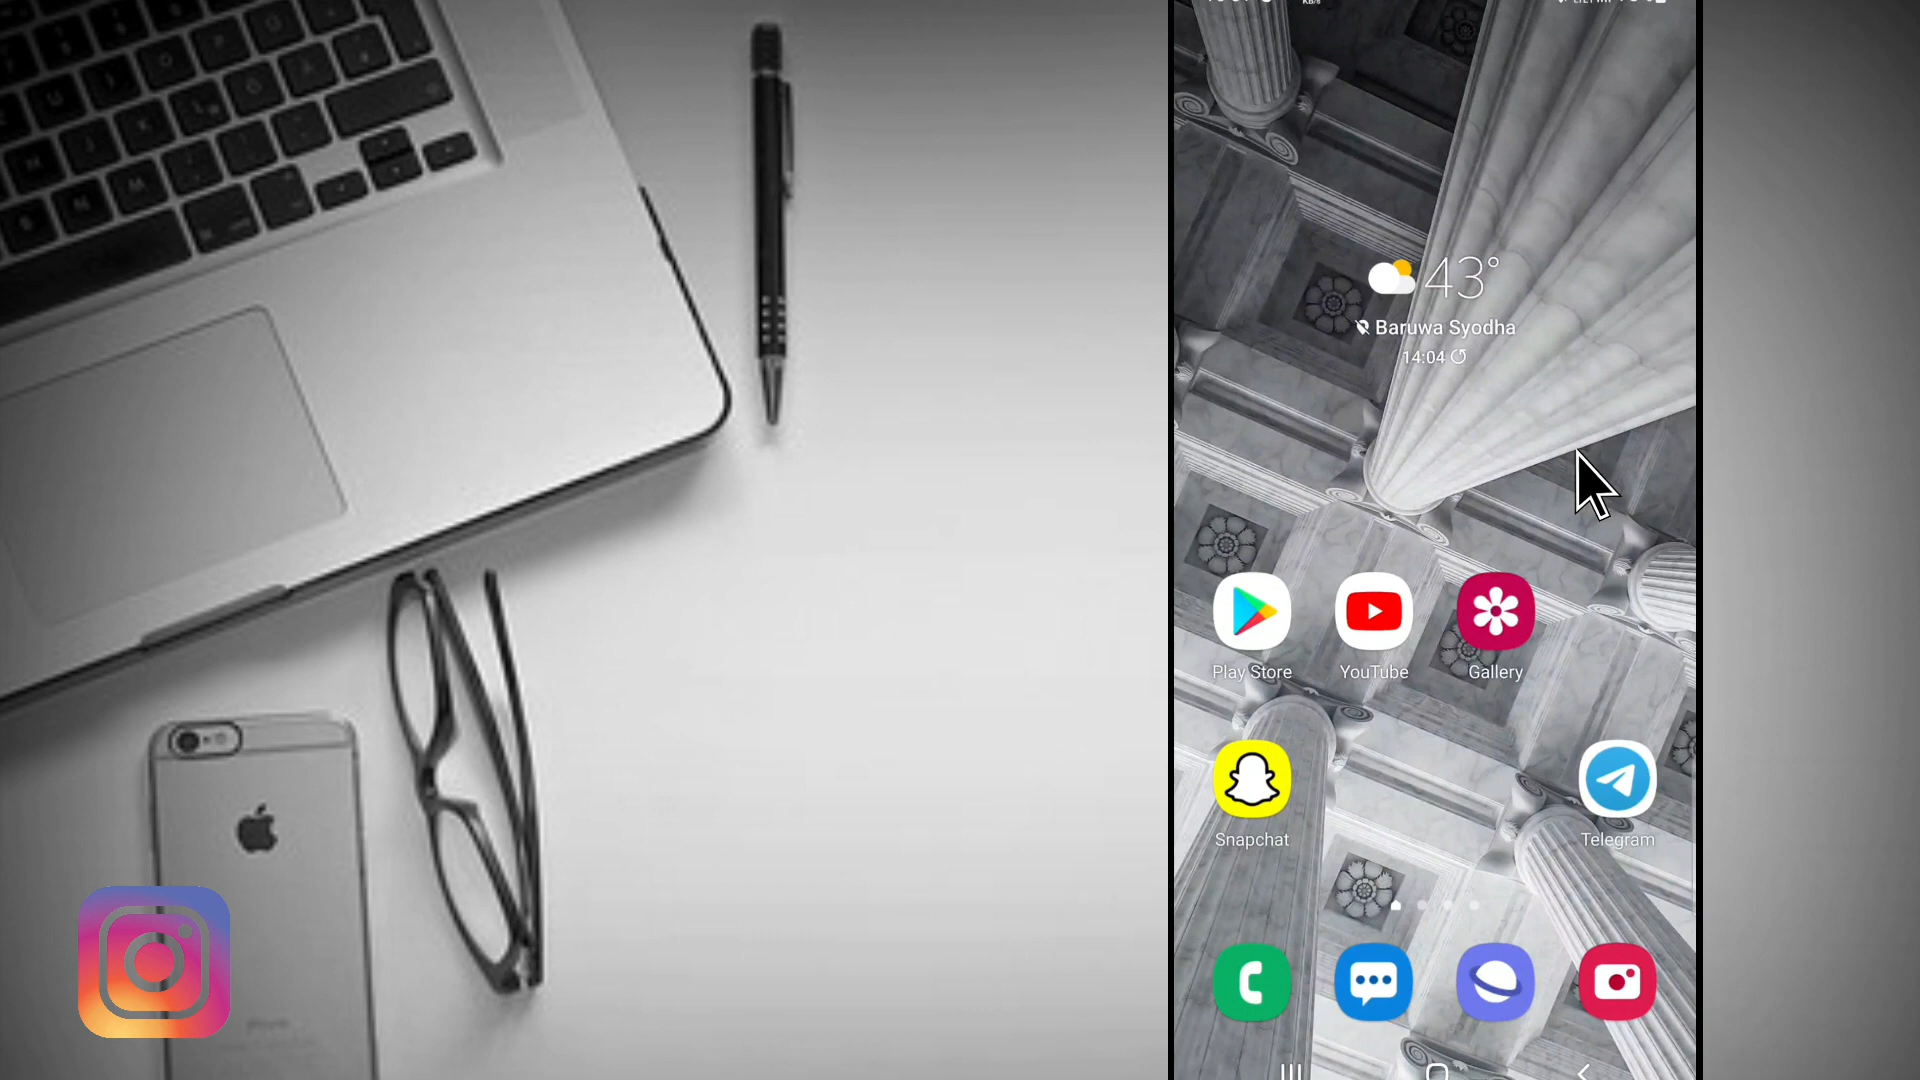 43°
Baruwa Syodha
14:04
Play Store
YouTube
Gallery
Snapchat
Telegram